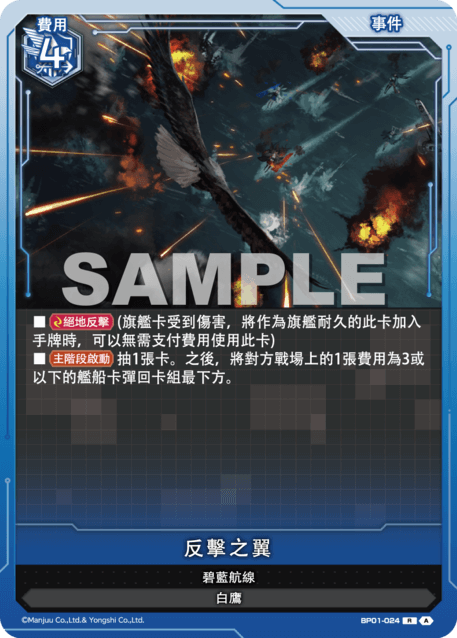 費用
事件
4
SAMPLE
■ 絕地反擊 (旗艦卡受到傷害，將作為旗艦耐久的此卡加入
手牌時，可以無需支付費用使用此卡)
■ 主階段啟動 抽1張卡。之後，將對方戰場上的1張費用為3或
以下的艦船卡彈回卡組最下方。
反擊之翼
碧藍航線
白鷹
©Manjuu Co.,Ltd.& Yongshi Co.,Ltd. BP01-024 R A